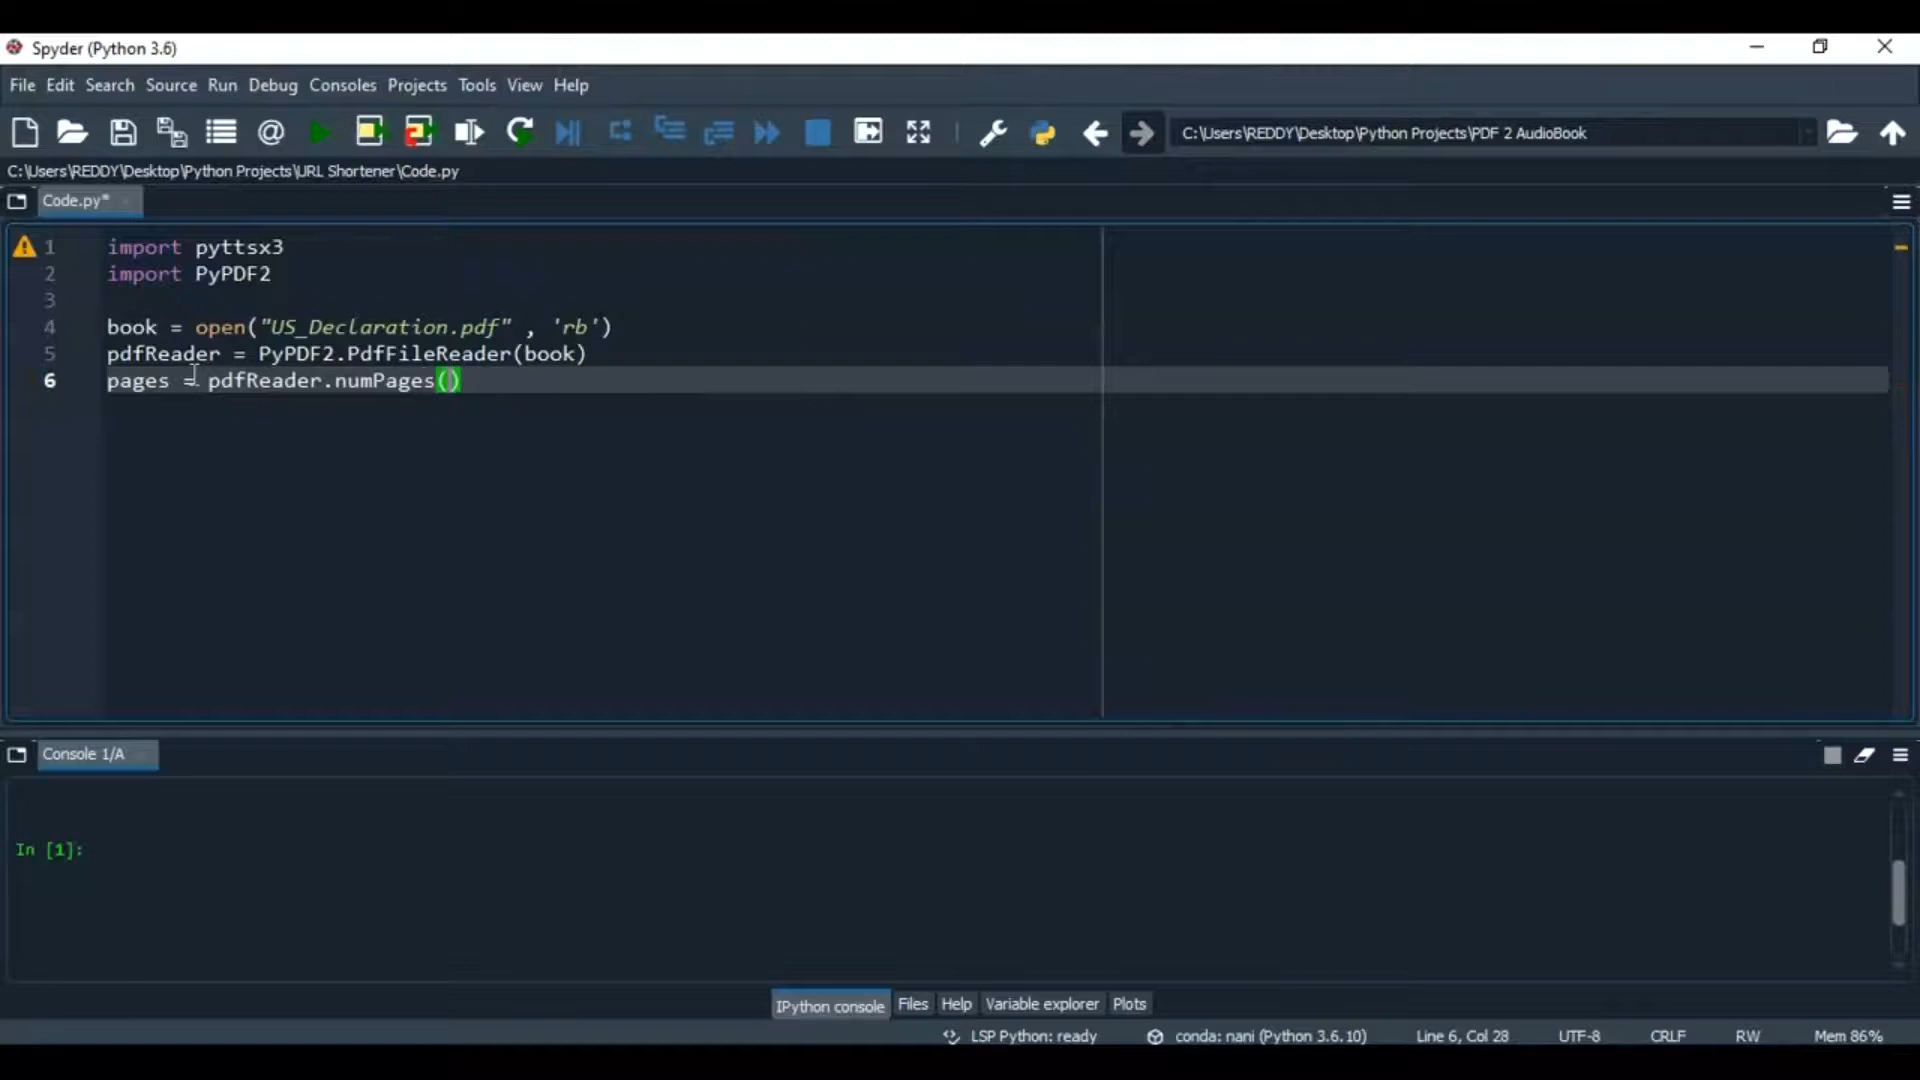 Spyder (Python 3.6)
File Edit Search Source Run Debug Consoles Projects Tools View Help
C:\Users\REDDY\Desktop\Python Projects\PDF 2 AudioBook
C:\Users\REDDY\Desktop\Python Projects\URL Shortener\Code.py
Code.py*
1 import pyttsx3
2 import PyPDF2
3
4 book = open("US_Declaration.pdf" , 'rb')
5 pdfReader = PyPDF2.PdfFileReader(book)
6 pages = pdfReader.numPages()
Console 1/A
In [1]:
IPython console Files Help Variable explorer Plots
LSP Python: ready conda: nani (Python 3.6.10) Line 6, Col 28 UTF-8 CRLF RW Mem 86%